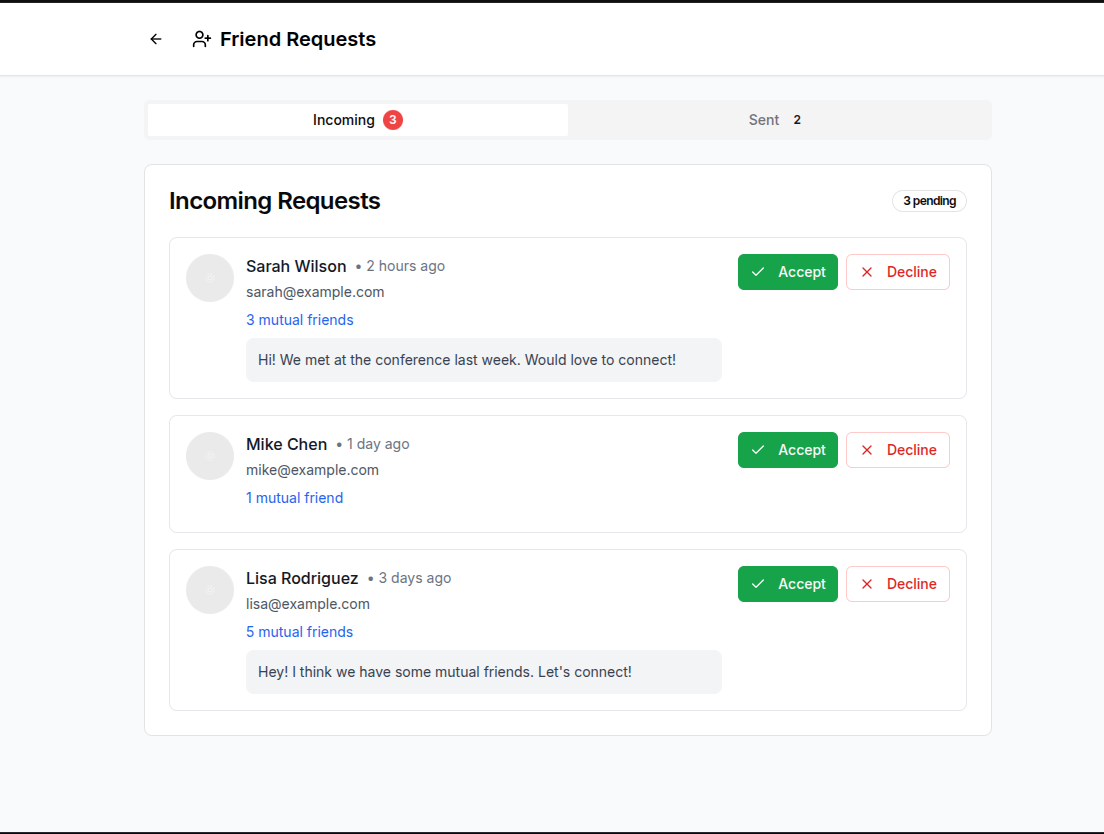 Friend Requests
Incoming 3
Sent 2
Incoming Requests
3 pending
Sarah Wilson • 2 hours ago
Accept
Decline
sarah@example.com
3 mutual friends
Hi! We met at the conference last week. Would love to connect!
Mike Chen • 1 day ago
Accept
Decline
mike@example.com
1 mutual friend
Lisa Rodriguez • 3 days ago
Accept
Decline
lisa@example.com
5 mutual friends
Hey! I think we have some mutual friends. Let's connect!